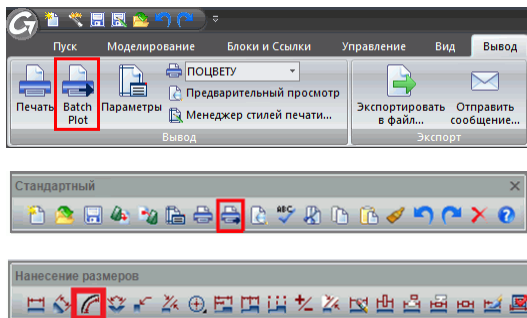 Пуск Моделирование Блоки и Ссылки Управление Вид Вывод
ПОЦВЕТУ
Предварительный просмотр
Менеджер стилей печати...
Печать
Batch Plot
Параметры
Экспортировать в файл...
Отправить сообщение...
Вывод
Экспорт
Стандартный
ABC
Нанесение размеров